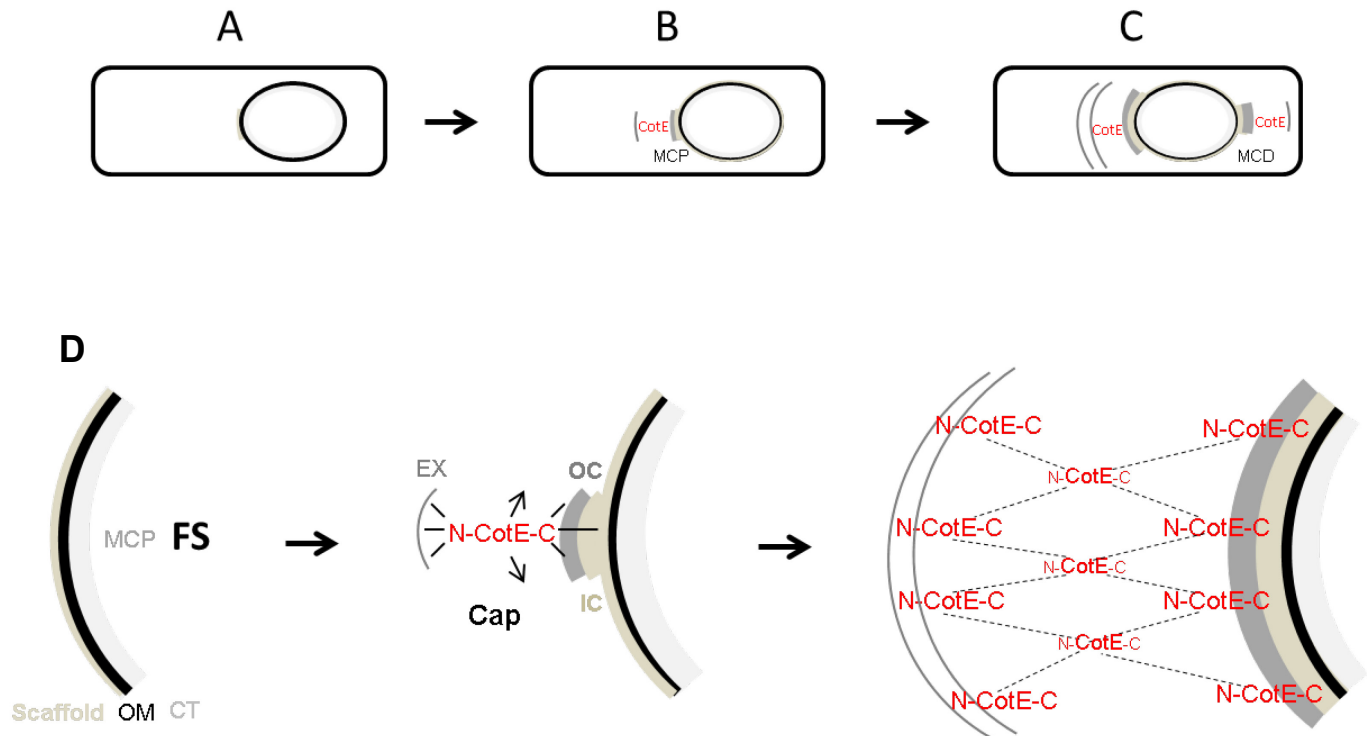 A B C
CotE
MCP
CotE CotE
MCD
D
MCP FS
Scaffold OM CT
EX OC
N-CotE-C
Cap IC
N-CotE-C N-CotE-C
N-CotE-C
N-CotE-C N-CotE-C
N-CotE-C
N-CotE-C N-CotE-C
N-CotE-C
N-CotE-C N-CotE-C